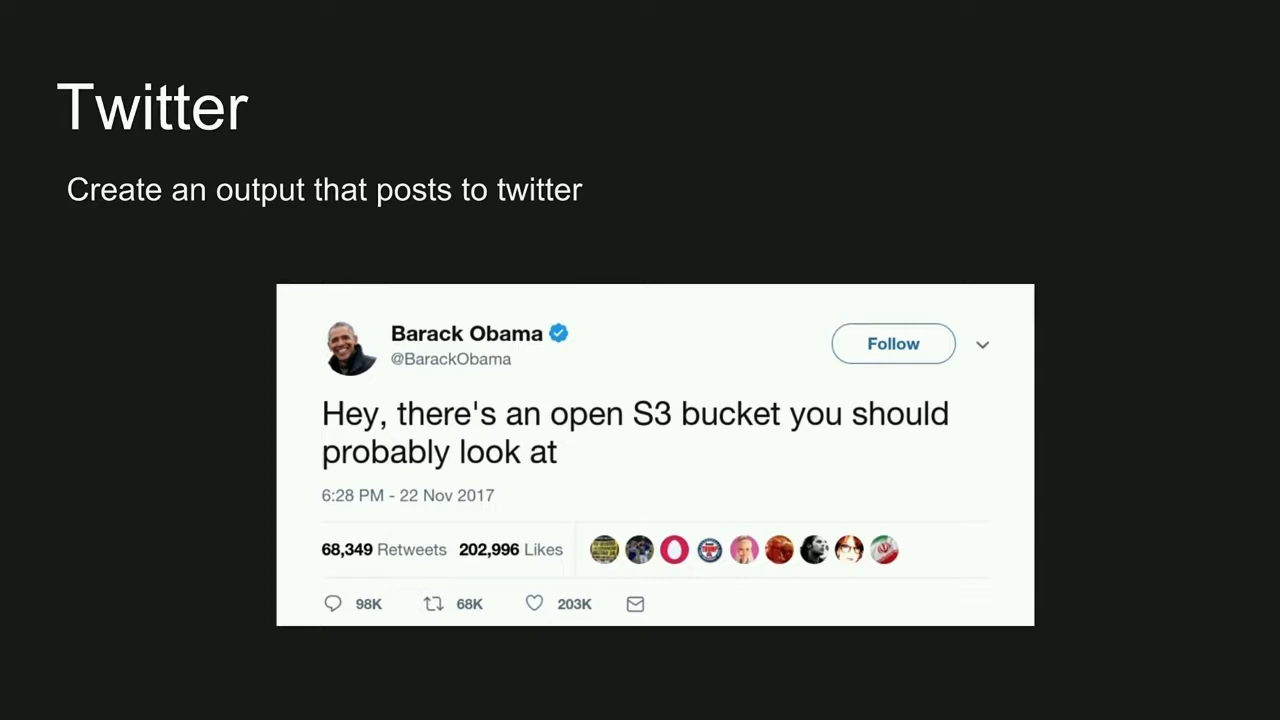 Twitter
Create an output that posts to twitter
Barack Obama
@BarackObama
Follow
Hey, there's an open S3 bucket you should
probably look at
6:28 PM - 22 Nov 2017
68,349 Retweets 202,996 Likes
98K 68K 203K